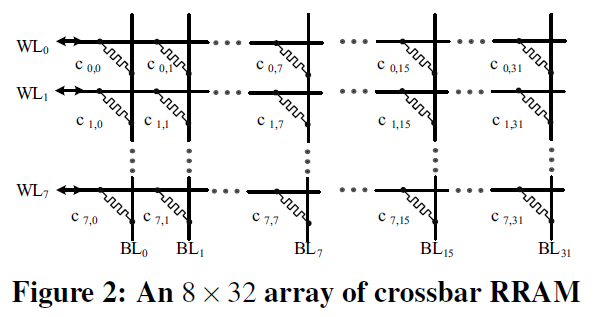 WL₀
c 0,0 c 0,1 c 0,7 c 0,15 c 0,31
WL₁
c 1,0 c 1,1 c 1,7 c 1,15 c 1,31
WL₇
c 7,0 c 7,1 c 7,7 c 7,15 c 7,31
BL₀ BL₁ BL₇ BL₁₅ BL₃₁
Figure 2: An 8 × 32 array of crossbar RRAM